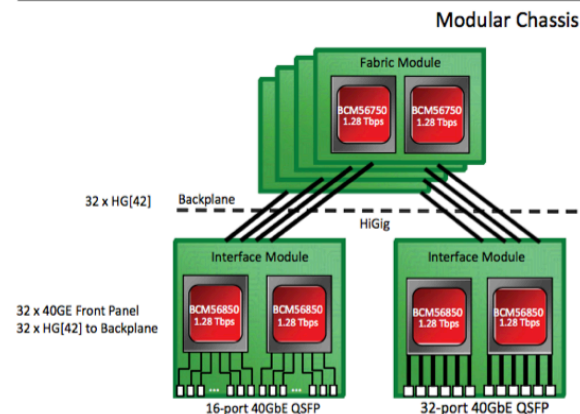 Modular Chassis
Fabric Module
BCM56750
1.28 Tbps
BCM56750
1.28 Tbps
32 x HG[42]
Backplane
HiGig
Interface Module
Interface Module
32 x 40GE Front Panel
32 x HG[42] to Backplane
BCM56850
1.28 Tbps
BCM56850
1.28 Tbps
BCM56850
1.28 Tbps
BCM56850
1.28 Tbps
...
...
16-port 40GbE QSFP
32-port 40GbE QSFP